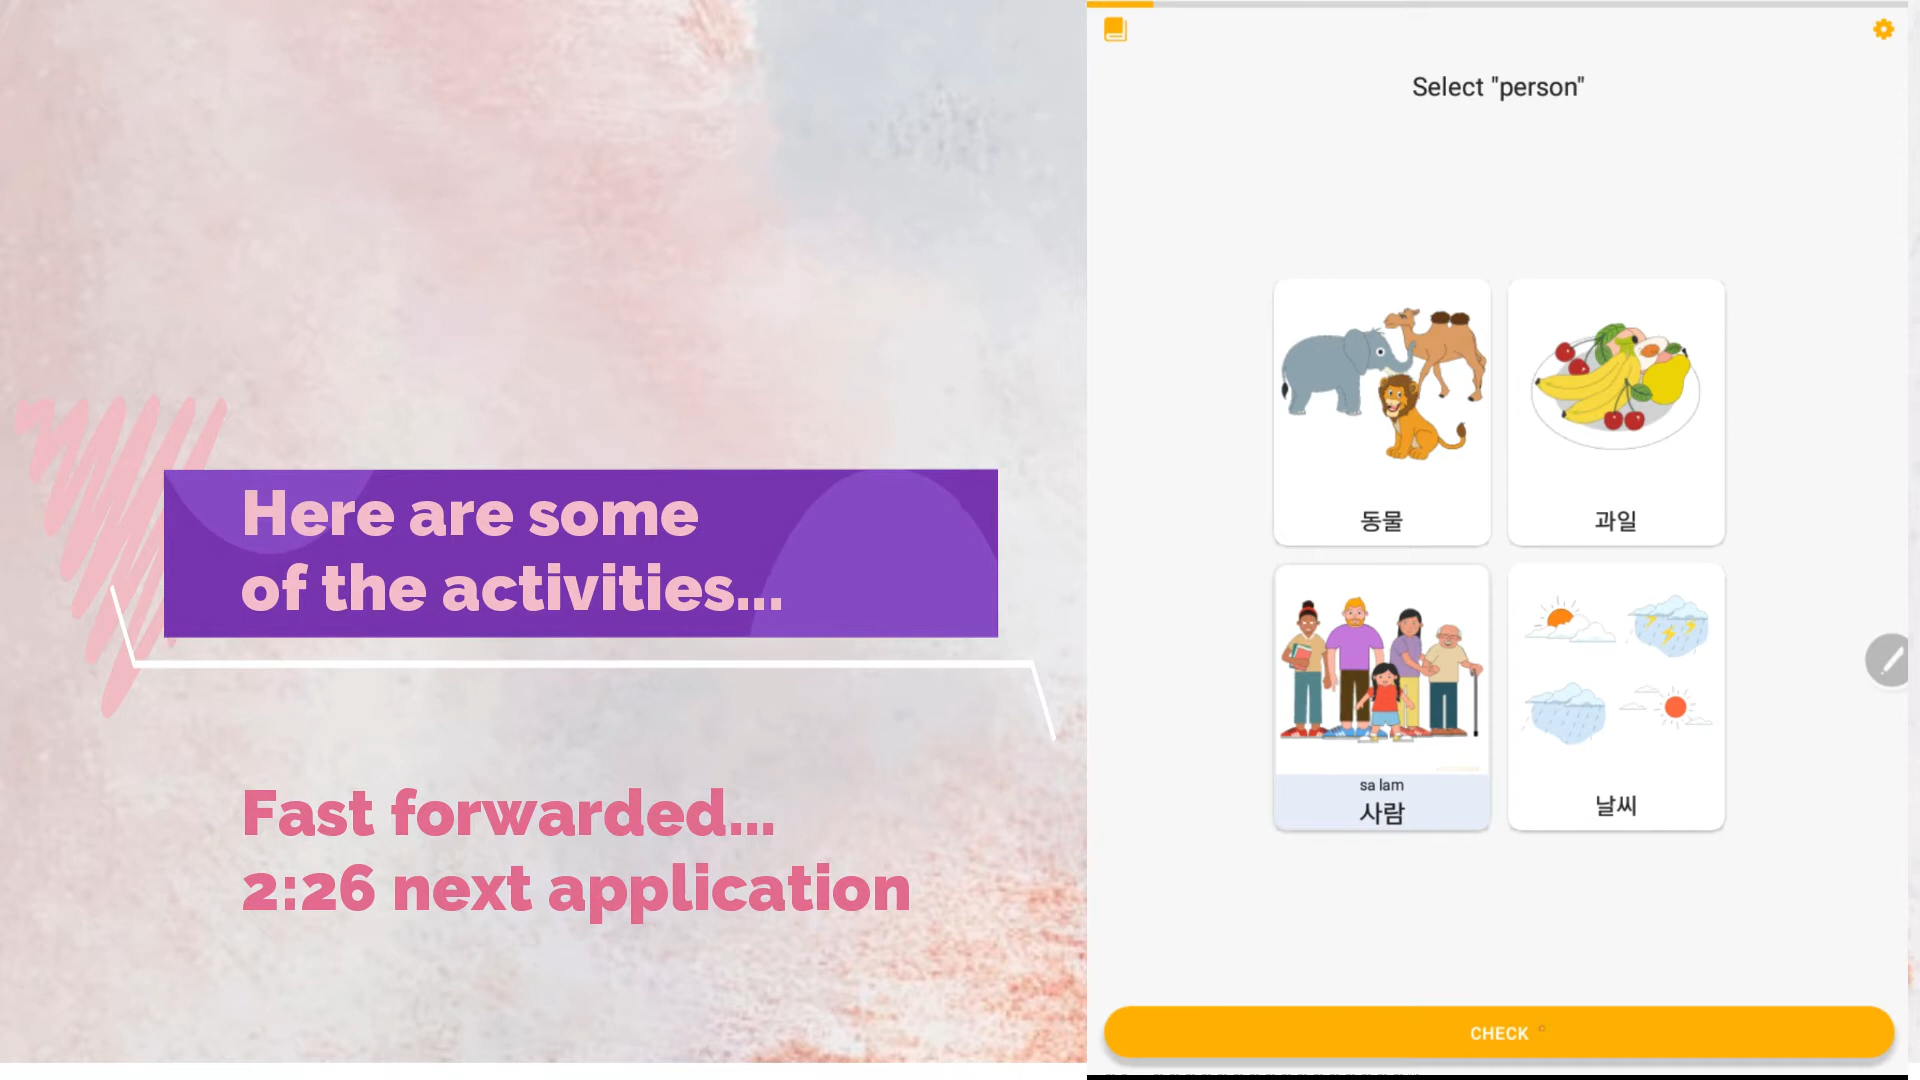 Here are some
of the activities...
Fast forwarded...
2:26 next application
Select "person"
동물
과일
sa lam
사람
날씨
CHECK